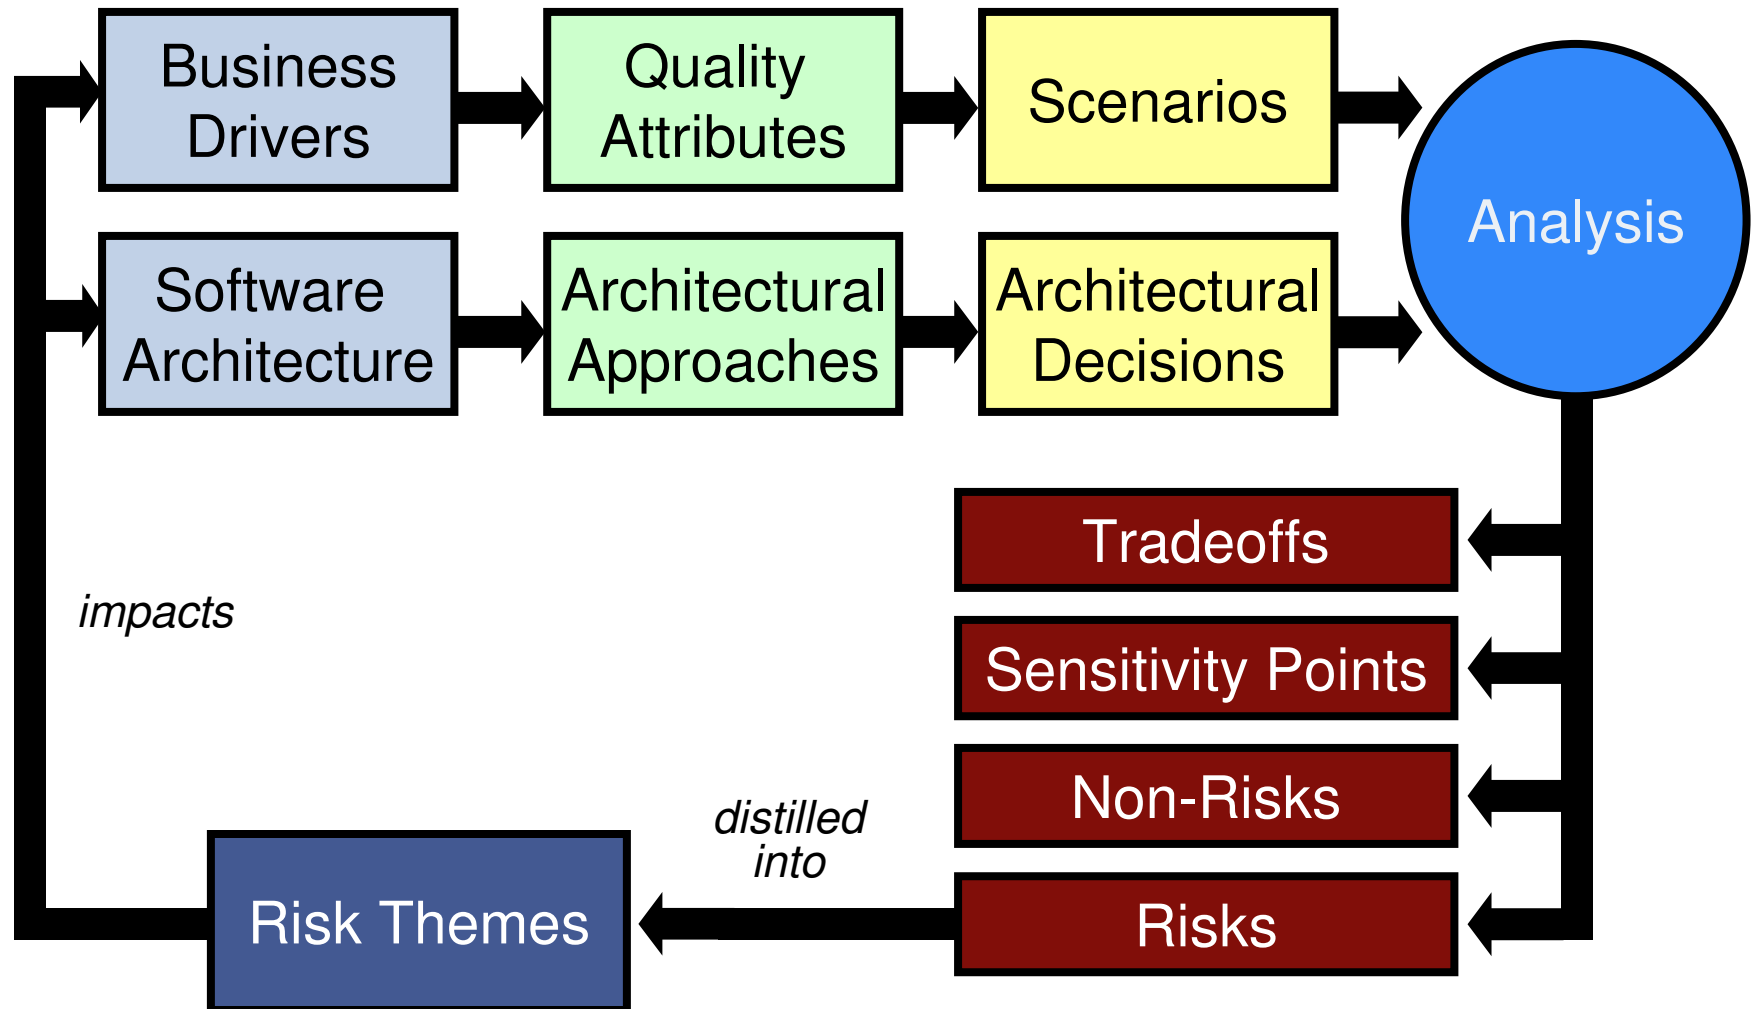 Business
Drivers
Quality
Attributes
Scenarios
Analysis
Software
Architecture
Architectural
Approaches
Architectural
Decisions
Tradeoffs
Sensitivity Points
Non-Risks
Risks
distilled
into
Risk Themes
impacts